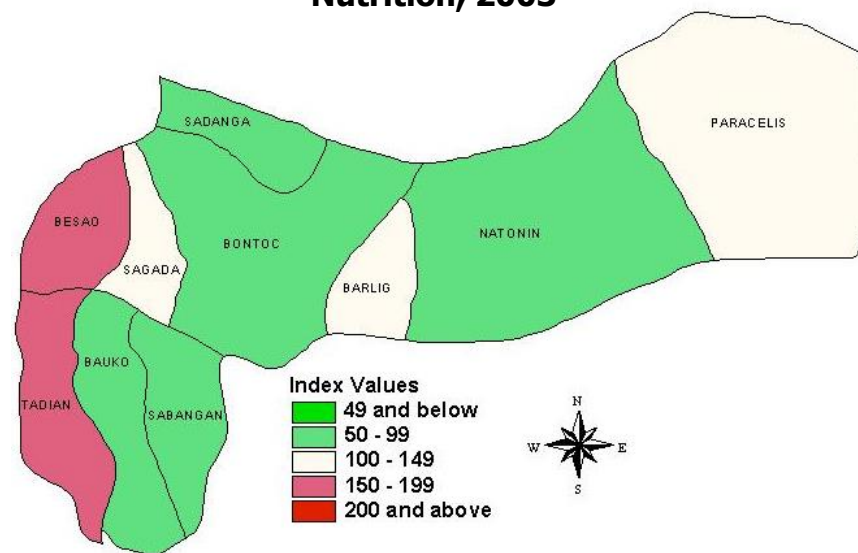 Nutrition, 2005
PARACELIS
SADANGA
BESAO
BONTOC
NATONIN
SAGADA
BARLIG
BAUKO
TADIAN
SABANGAN
Index Values
49 and below
50 - 99
100 - 149
150 - 199
200 and above
N
W
E
S